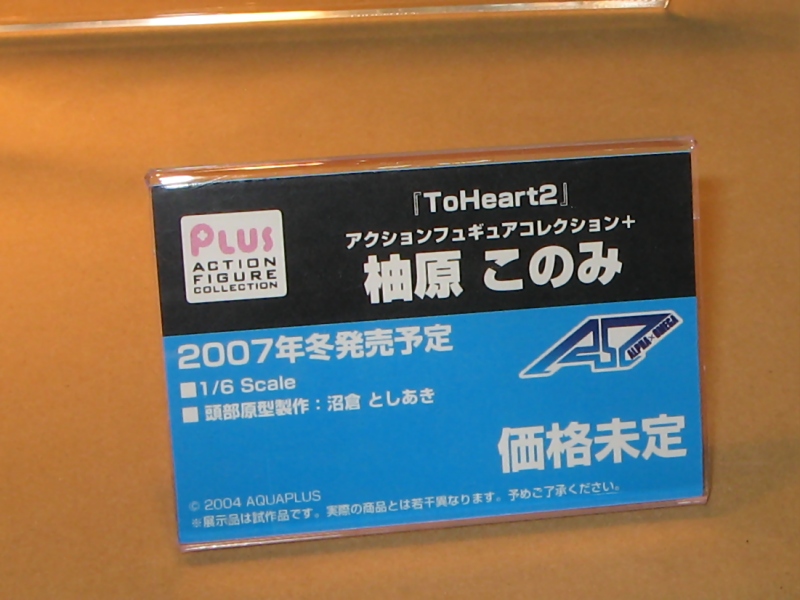 『ToHeart2』
アクションフュギュアコレクション＋
柚原 このみ
PLUS
ACTION
FIGURE
COLLECTION
2007年冬発売予定
■1/6 Scale
■ 頭部原型製作：沼倉 としあき
ALPHA×OMEGA
価格未定
© 2004 AQUAPLUS
※展示品は試作品です。実際の商品とは若干異なります。予めご了承ください。